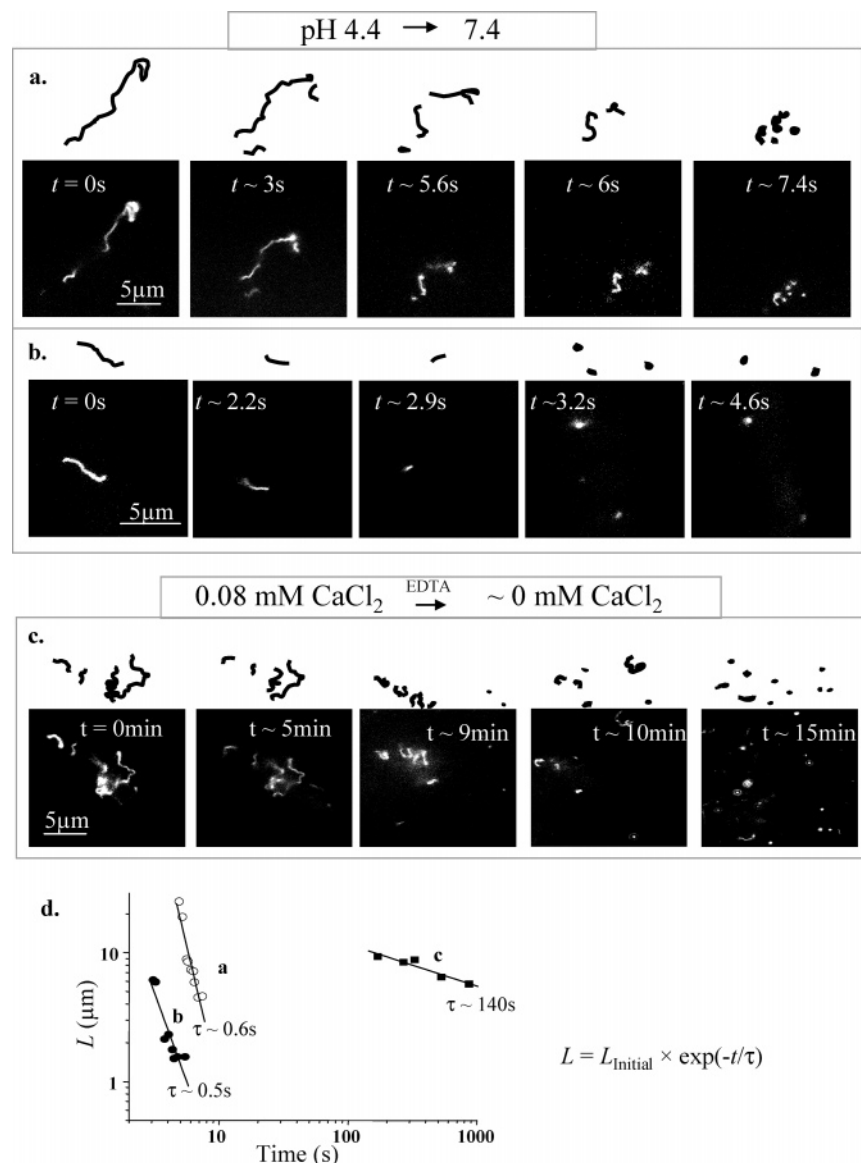 pH 4.4 → 7.4
a.
t = 0s
t ~ 3s
t ~ 5.6s
t ~ 6s
t ~ 7.4s
5μm
b.
t = 0s
t ~ 2.2s
t ~ 2.9s
t ~3.2s
t ~ 4.6s
5μm
0.08 mM CaCl₂ EDTA → ~ 0 mM CaCl₂
c.
t = 0min
t ~ 5min
t ~ 9min
t ~ 10min
t ~ 15min
5μm
d.
L (μm)
10
1
a
b
c
τ ~ 0.6s
τ ~ 0.5s
τ ~ 140s
L = L_Initial × exp(-t/τ)
10 100 1000
Time (s)